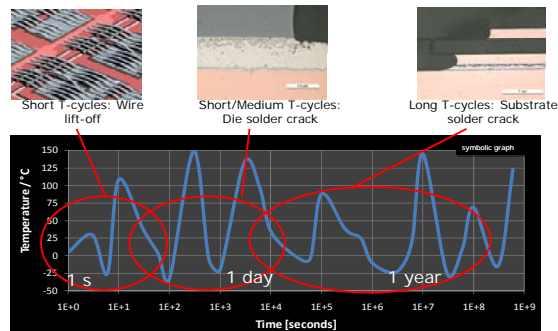 Short T-cycles: Wire
lift-off
Short/Medium T-cycles:
Die solder crack
Long T-cycles: Substrate
solder crack
symbolic graph
Temperature/°C
150
125
100
75
50
25
0
-25
-50
1 s
1 day
1 year
1E+0
1E+1
1E+2
1E+3
1E+4
1E+5
1E+6
1E+7
1E+8
1E+9
Time [seconds]